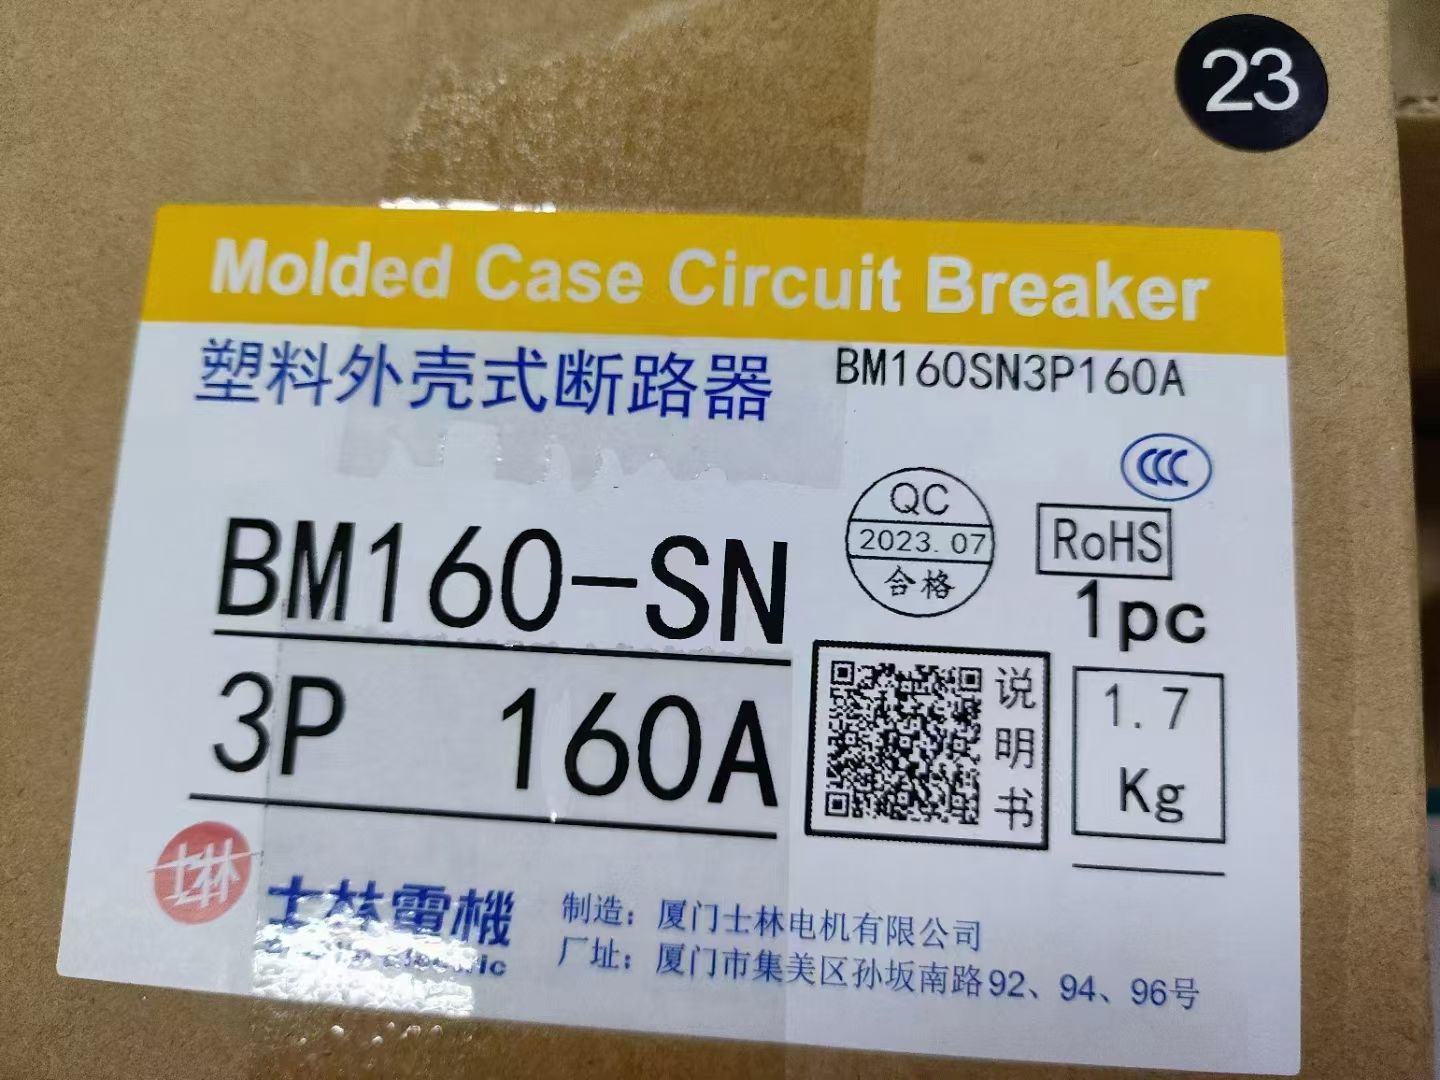 23
Molded Case Circuit Breaker
塑料外壳式断路器
BM160SN3P160A
CCC
BM160-SN
QC
2023.07
合格
RoHS
1pc
3P 160A
说明书
1.7
Kg
士林
士林電機
制造：厦门士林电机有限公司
厂址：厦门市集美区孙坂南路92、94、96号